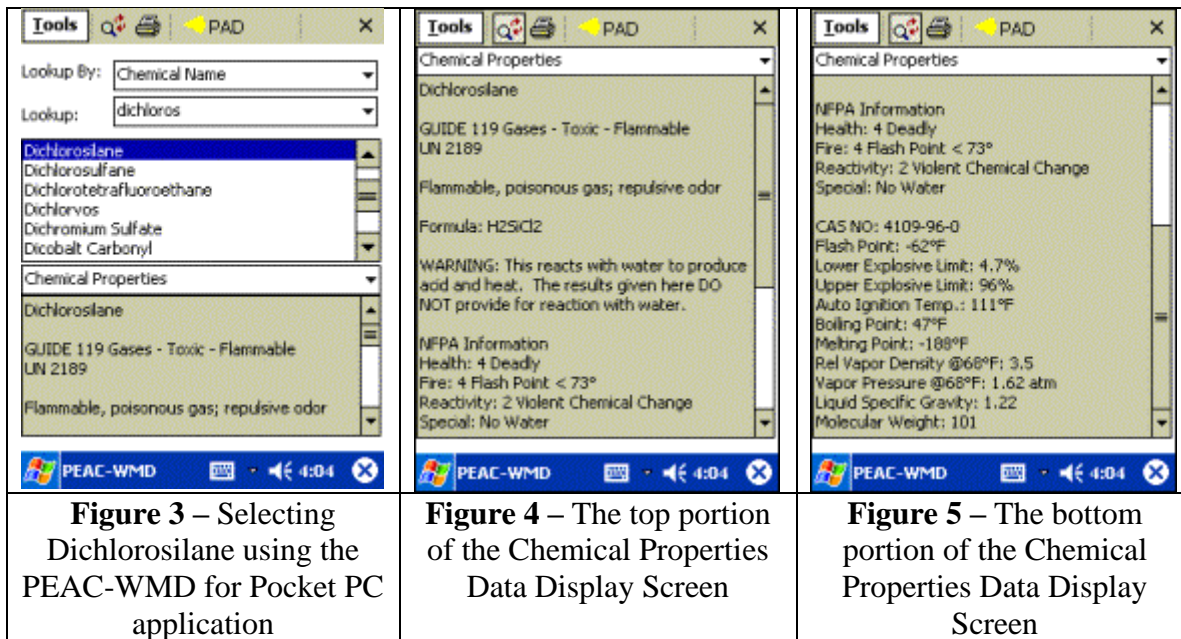 Tools PAD ×
Lookup By: Chemical Name
Lookup: dichloros
Dichlorosilane
Dichlorosulfane
Dichlorotetrafluoroethane
Dichlorvos
Dichromium Sulfate
Dicobalt Carbonyl
Chemical Properties
Dichlorosilane
GUIDE 119 Gases - Toxic - Flammable
UN 2189
Flammable, poisonous gas; repulsive odor
PEAC-WMD 4:04
Figure 3 – Selecting
Dichlorosilane using the
PEAC-WMD for Pocket PC
application
Tools PAD ×
Chemical Properties
Dichlorosilane
GUIDE 119 Gases - Toxic - Flammable
UN 2189
Flammable, poisonous gas; repulsive odor
Formula: H2SiCl2
WARNING: This reacts with water to produce
acid and heat. The results given here DO
NOT provide for reaction with water.
NFPA Information
Health: 4 Deadly
Fire: 4 Flash Point < 73°
Reactivity: 2 Violent Chemical Change
Special: No Water
PEAC-WMD 4:04
Figure 4 – The top portion
of the Chemical Properties
Data Display Screen
Tools PAD ×
Chemical Properties
NFPA Information
Health: 4 Deadly
Fire: 4 Flash Point < 73°
Reactivity: 2 Violent Chemical Change
Special: No Water
CAS NO: 4109-96-0
Flash Point: -62°F
Lower Explosive Limit: 4.7%
Upper Explosive Limit: 96%
Auto Ignition Temp.: 111°F
Boiling Point: 47°F
Melting Point: -188°F
Rel Vapor Density @68°F: 3.5
Vapor Pressure @68°F: 1.62 atm
Liquid Specific Gravity: 1.22
Molecular Weight: 101
PEAC-WMD 4:04
Figure 5 – The bottom
portion of the Chemical
Properties Data Display
Screen